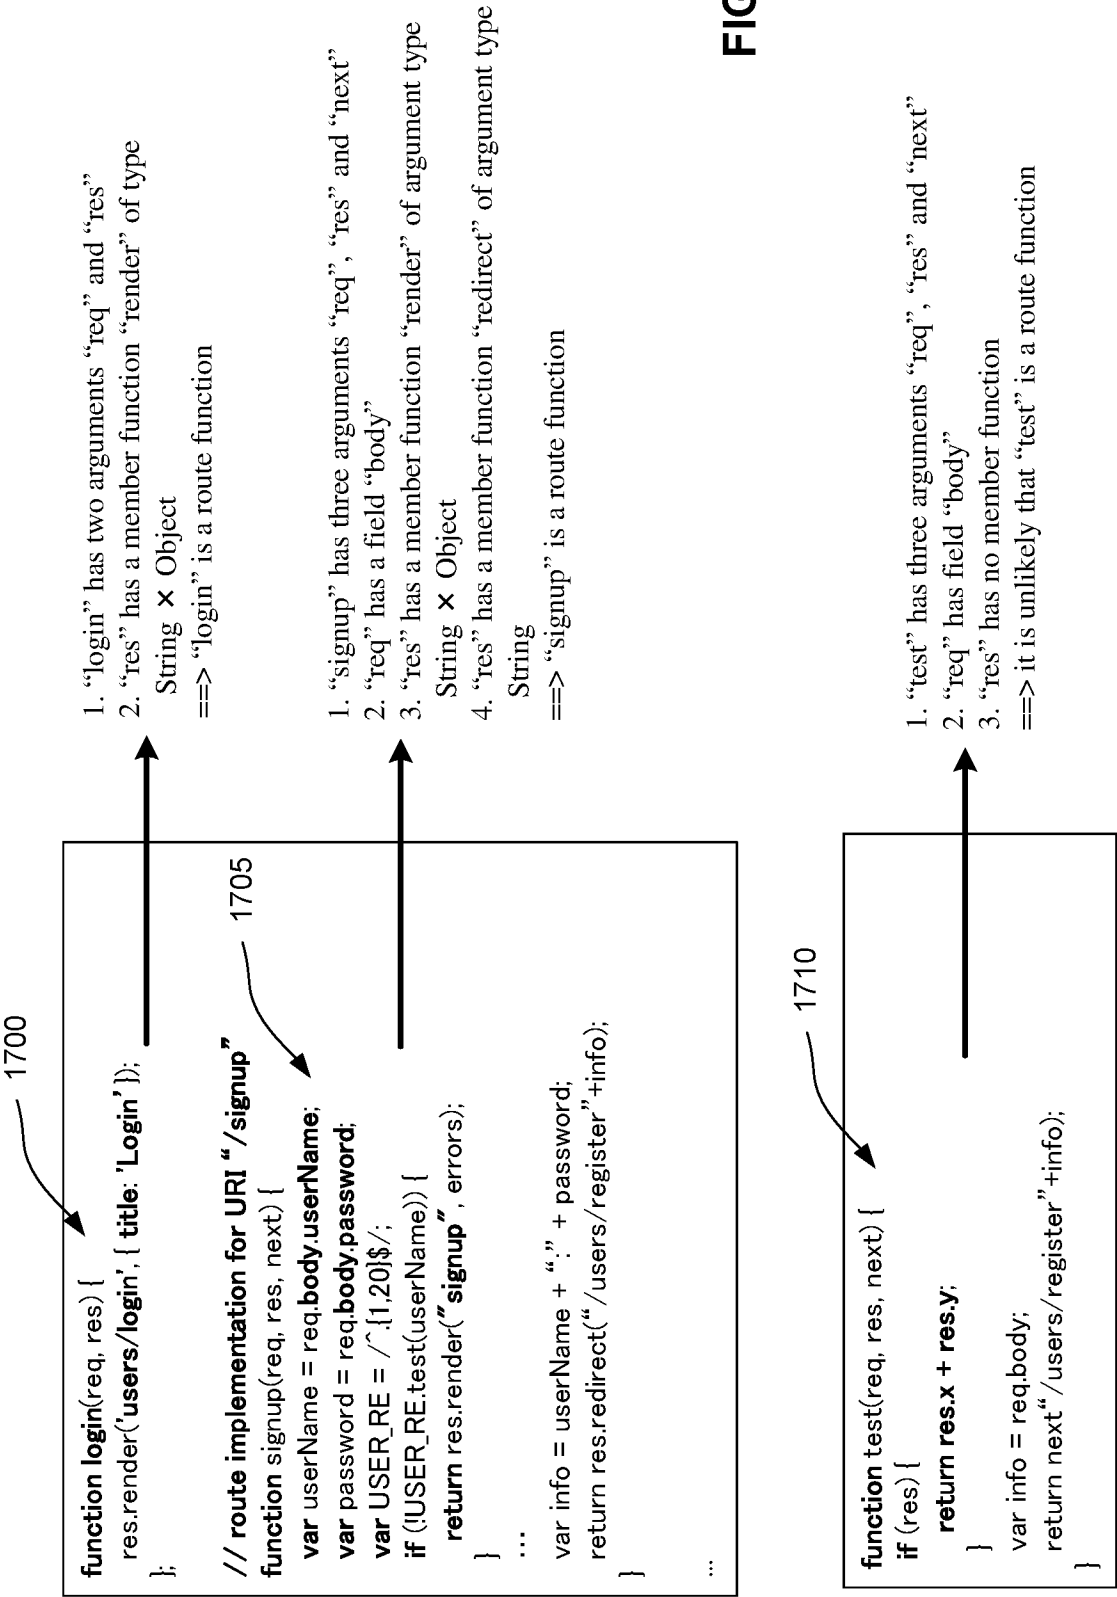 1700
function login(req, res) {
res.render('users/login', { title: 'Login' });
};
// route implementation for URI “/signup”
1705
function signup(req, res, next) {
var userName = req.body.userName;
var password = req.body.password;
var USER_RE = /^.{1,20}$/;
if (!USER_RE.test(userName)) {
return res.render(”signup”, errors);
}
...
var info = userName + “:” + password;
return res.redirect(“/users/register”+info);
}
...
1. “login” has two arguments “req” and “res”
2. “res” has a member function “render” of type
String × Object
==> “login” is a route function
1. “signup” has three arguments “req”, “res” and “next”
2. “req” has a field “body”
3. “res” has a member function “render” of argument type
String × Object
4. “res” has a member function “redirect” of argument type
String
==> “signup” is a route function
1710
function test(req, res, next) {
if (res) {
return res.x + res.y;
}
var info = req.body;
return next“/users/register”+info);
}
1. “test” has three arguments “req”, “res” and “next”
2. “req” has field “body”
3. “res” has no member function
==> it is unlikely that “test” is a route function